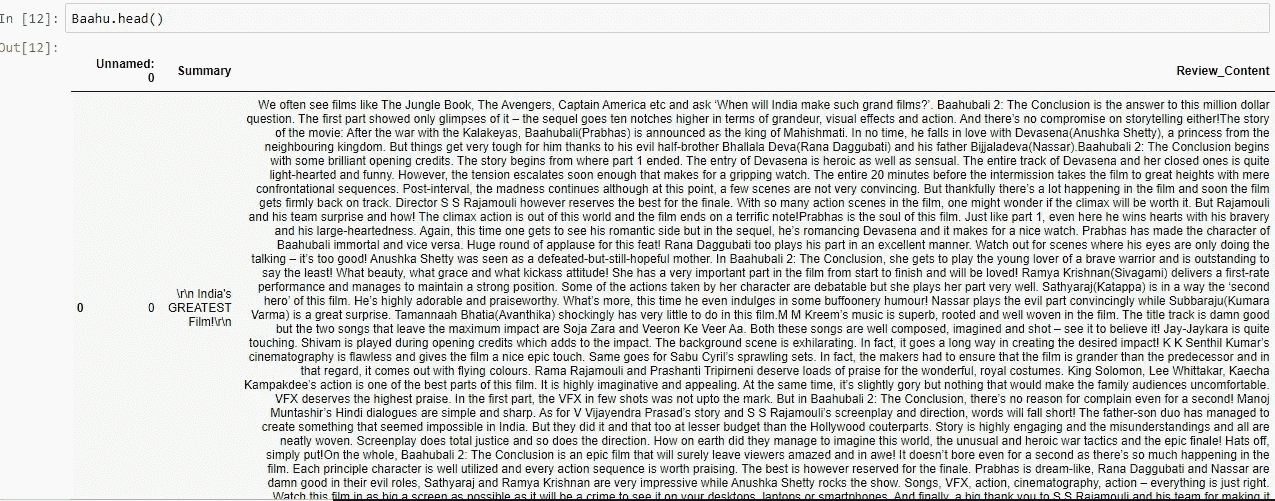 In [12]: Baahu.head()
Out[12]:
Unnamed: 0 Summary Review_Content
We often see films like The Jungle Book, The Avengers, Captain America etc and ask ‘When will India make such grand films?’. Baahubali 2: The Conclusion is the answer to this million dollar
question. The first part showed only glimpses of it – the sequel goes ten notches higher in terms of grandeur, visual effects and action. And there's no compromise on storytelling either!The story
of the movie: After the war with the Kalakeyas, Baahubali(Prabhas) is announced as the king of Mahishmati. In no time, he falls in love with Devasena(Anushka Shetty), a princess from the
neighbouring kingdom. But things get very tough for him thanks to his evil half-brother Bhallala Deva(Rana Daggubati) and his father Bijjaladeva(Nassar).Baahubali 2: The Conclusion begins
with some brilliant opening credits. The story begins from where part 1 ended. The entry of Devasena is heroic as well as sensual. The entire track of Devasena and her closed ones is quite
light-hearted and funny. However, the tension escalates soon enough that makes for a gripping watch. The entire 20 minutes before the intermission takes the film to great heights with mere
confrontational sequences. Post-interval, the madness continues although at this point, a few scenes are not very convincing. But thankfully there's a lot happening in the film and soon the film
gets firmly back on track. Director S S Rajamouli however reserves the best for the finale. With so many action scenes in the film, one might wonder if the climax will be worth it. But Rajamouli
and his team surprise and how! The climax action is out of this world and the film ends on a terrific note!Prabhas is the soul of this film. Just like part 1, even here he wins hearts with his bravery
and his large-heartedness. Again, this time one gets to see his romantic side but in the sequel, he's romancing Devasena and it makes for a nice watch. Prabhas has made the character of
Baahubali immortal and vice versa. Huge round of applause for this feat! Rana Daggubati too plays his part in an excellent manner. Watch out for scenes where his eyes are only doing the
talking – it's too good! Anushka Shetty was seen as a defeated-but-still-hopeful mother. In Baahubali 2: The Conclusion, she gets to play the young lover of a brave warrior and is outstanding to
say the least! What beauty, what grace and what kickass attitude! She has a very important part in the film from start to finish and will be loved! Ramya Krishnan(Sivagami) delivers a first-rate
performance and manages to maintain a strong position. Some of the actions taken by her character are debatable but she plays her part very well. Sathyaraj(Katappa) is in a way the ‘second
hero’ of this film. He's highly adorable and praiseworthy. What's more, this time he even indulges in some buffoonery humour! Nassar plays the evil part convincingly while Subbaraju(Kumara
0 0 \r\n India's GREATEST Film!\r\n
Varma) is a great surprise. Tamannaah Bhatia(Avanthika) shockingly has very little to do in this film.M M Kreem's music is superb, rooted and well woven in the film. The title track is damn good
but the two songs that leave the maximum impact are Soja Zara and Veeron Ke Veer Aa. Both these songs are well composed, imagined and shot – see it to believe it! Jay-Jaykara is quite
touching. Shivam is played during opening credits which adds to the impact. The background scene is exhilarating. In fact, it goes a long way in creating the desired impact! K K Senthil Kumar's
cinematography is flawless and gives the film a nice epic touch. Same goes for Sabu Cyril's sprawling sets. In fact, the makers had to ensure that the film is grander than the predecessor and in
that regard, it comes out with flying colours. Rama Rajamouli and Prashanti Tripirneni deserve loads of praise for the wonderful, royal costumes. King Solomon, Lee Whittakar, Kaecha
Kampakdee's action is one of the best parts of this film. It is highly imaginative and appealing. At the same time, it's slightly gory but nothing that would make the family audiences uncomfortable.
VFX deserves the highest praise. In the first part, the VFX in few shots was not upto the mark. But in Baahubali 2: The Conclusion, there's no reason for complain even for a second! Manoj
Muntashir's Hindi dialogues are simple and sharp. As for V Vijayendra Prasad's story and S S Rajamouli's screenplay and direction, words will fall short! The father-son duo has managed to
create something that seemed impossible in India. But they did it and that too at lesser budget than the Hollywood couterparts. Story is highly engaging and the misunderstandings and all are
neatly woven. Screenplay does total justice and so does the direction. How on earth did they manage to imagine this world, the unusual and heroic war tactics and the epic finale! Hats off,
simply put!On the whole, Baahubali 2: The Conclusion is an epic film that will surely leave viewers amazed and in awe! It doesn't bore even for a second as there's so much happening in the
film. Each principle character is well utilized and every action sequence is worth praising. The best is however reserved for the finale. Prabhas is dream-like, Rana Daggubati and Nassar are
damn good in their evil roles, Sathyaraj and Ramya Krishnan are very impressive while Anushka Shetty rocks the show. Songs, VFX, action, cinematography, action – everything is just right.
Watch this film in as big a screen as possible as it will be a crime to see it on your desktops, laptops or smartphones. And finally, a big thank you to S S Rajamouli and his team for making it